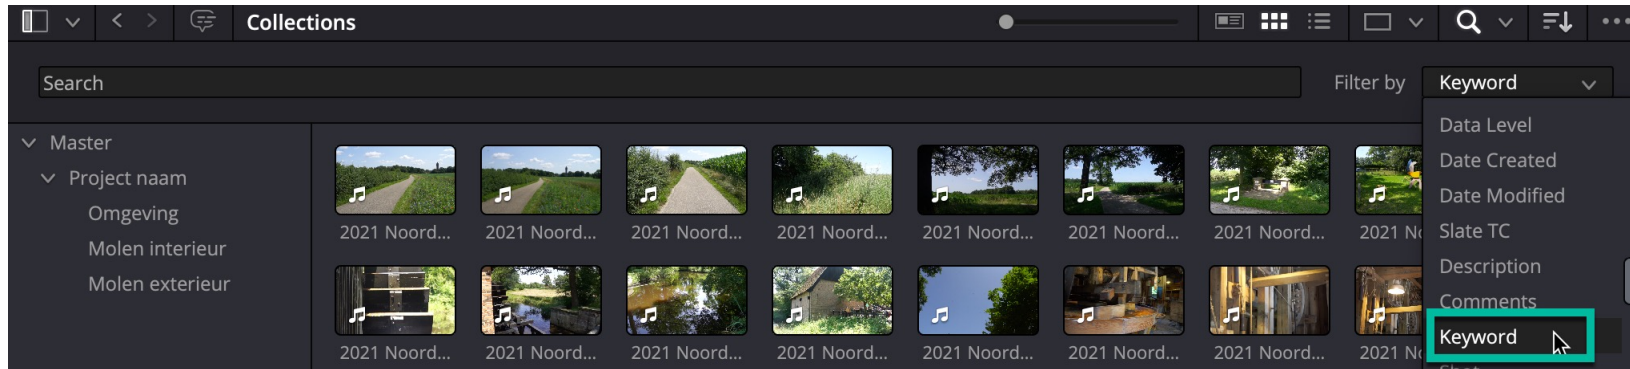 Collections
Search
Filter by
Keyword
Master
Project naam
Omgeving
Molen interieur
Molen exterieur
2021 Noord... 2021 Noord... 2021 Noord... 2021 Noord... 2021 Noord... 2021 Noord... 2021 Noord... 2021 N
2021 Noord... 2021 Noord... 2021 Noord... 2021 Noord... 2021 Noord... 2021 Noord... 2021 Noord... 2021 N
Data Level
Date Created
Date Modified
Slate TC
Description
Comments
Keyword